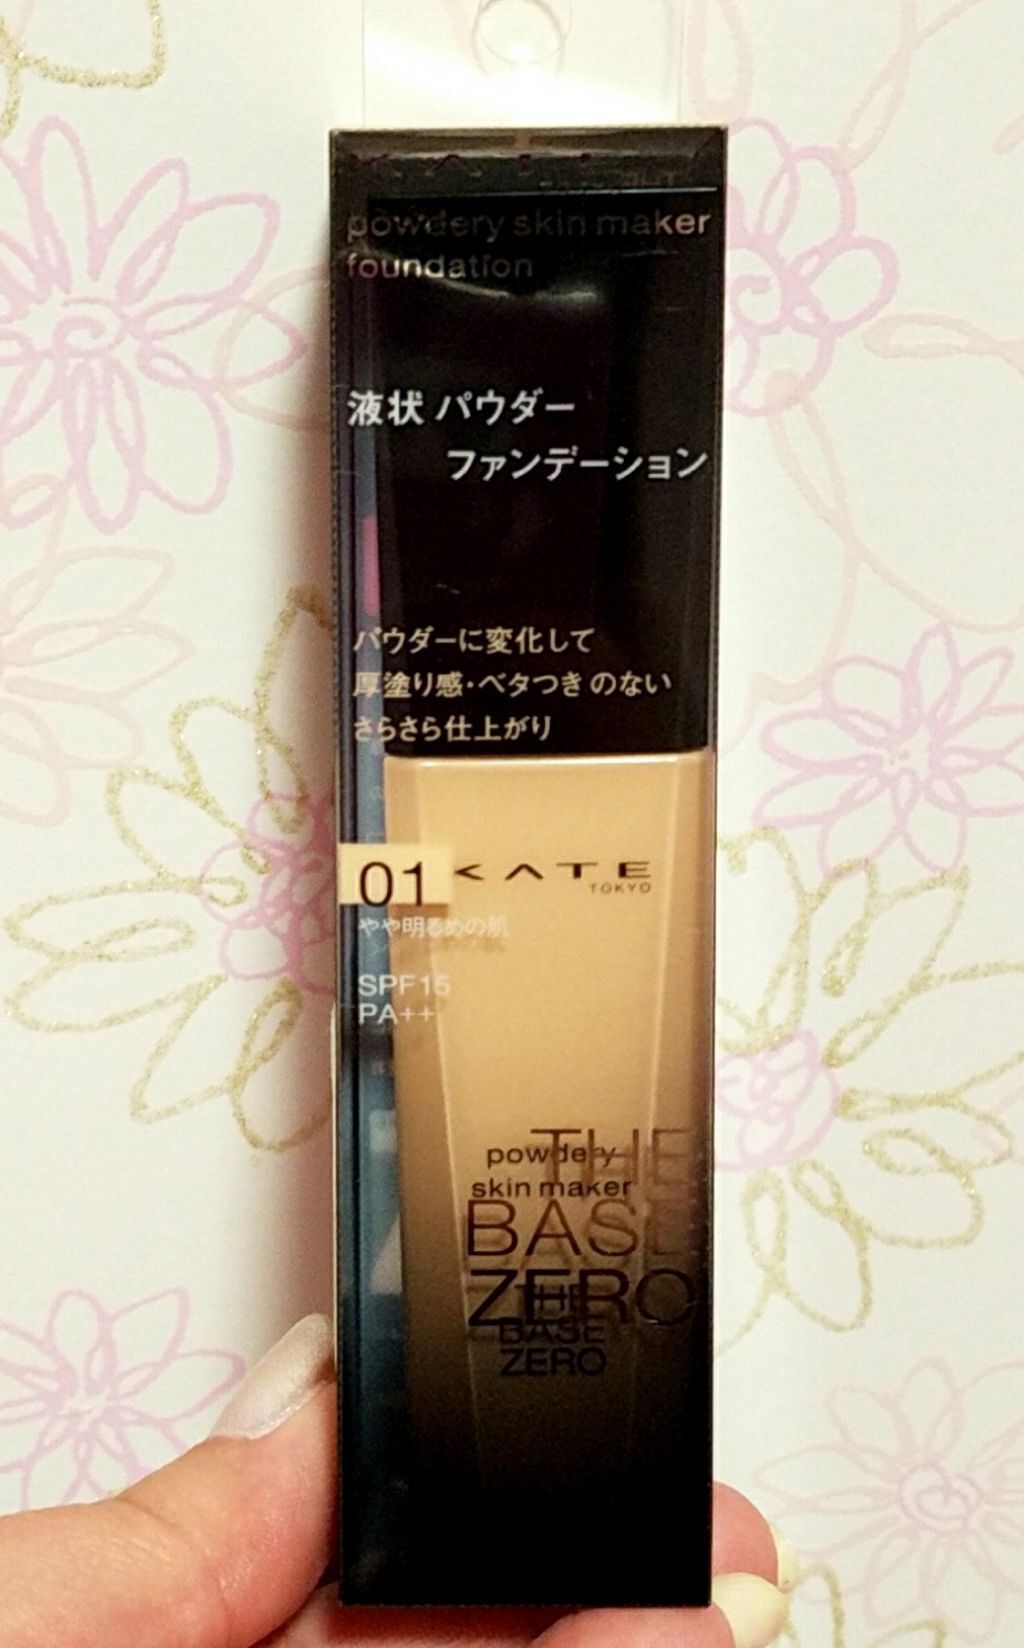 KATE
powdery skin maker
foundation
液状 パウダー
ファンデーション
パウダーに変化して
厚塗り感・ベタつきのない
さらさら仕上がり
KATE
TOKYO
01
やや明るめの肌
SPF15
PA++
powdery
skin maker
THE
BASE
ZERO
THE
BASE
ZERO